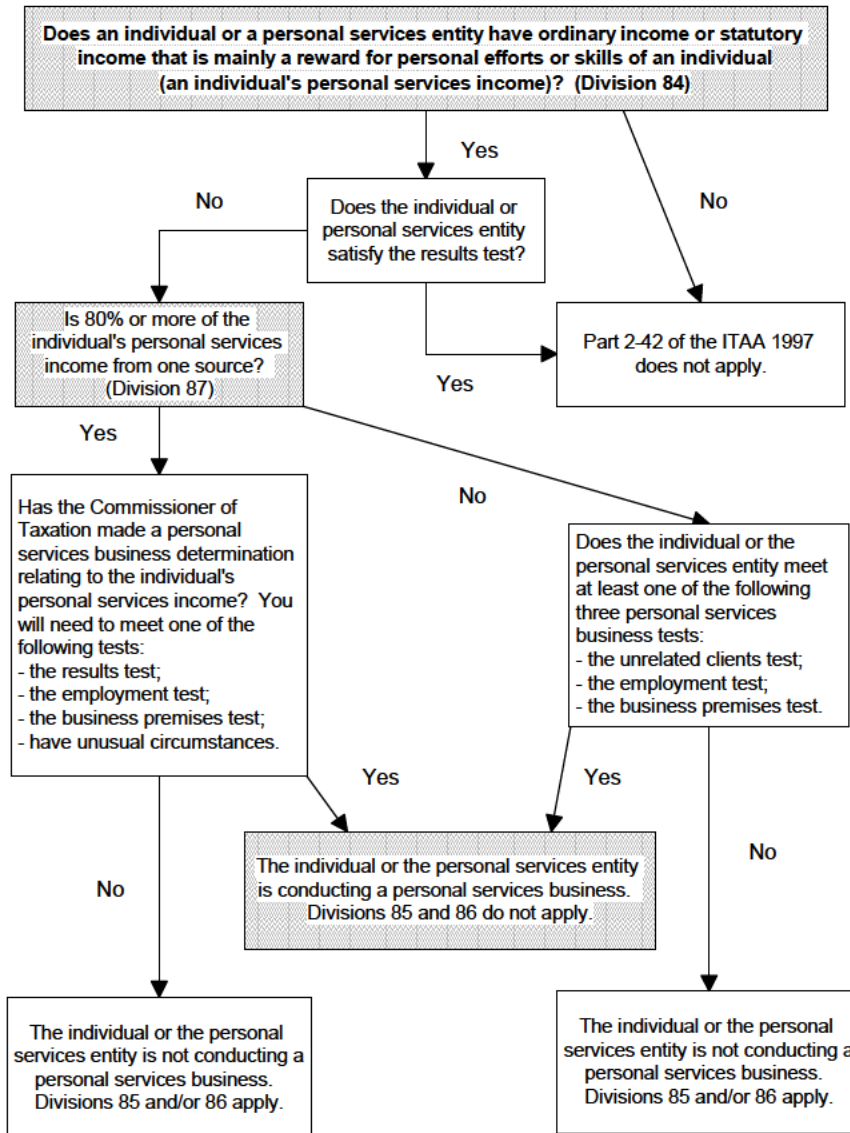 Does an individual or a personal services entity have ordinary income or statutory
income that is mainly a reward for personal efforts or skills of an individual
(an individual's personal services income)? (Division 84)
Yes
No
No
Does the individual or
personal services entity
satisfy the results test?
Is 80% or more of the
individual's personal services
income from one source?
(Division 87)
Yes
Part 2-42 of the ITAA 1997
does not apply.
Yes
No
Has the Commissioner of
Taxation made a personal
services business determination
relating to the individual's
personal services income? You
will need to meet one of the
following tests:
- the results test;
- the employment test;
- the business premises test;
- have unusual circumstances.
Does the individual or the
personal services entity meet
at least one of the following
three personal services
business tests:
- the unrelated clients test;
- the employment test;
- the business premises test.
Yes
Yes
The individual or the personal services entity
is conducting a personal services business.
Divisions 85 and 86 do not apply.
No
No
The individual or the personal
services entity is not conducting a
personal services business.
Divisions 85 and/or 86 apply.
The individual or the personal
services entity is not conducting a
personal services business.
Divisions 85 and/or 86 apply.